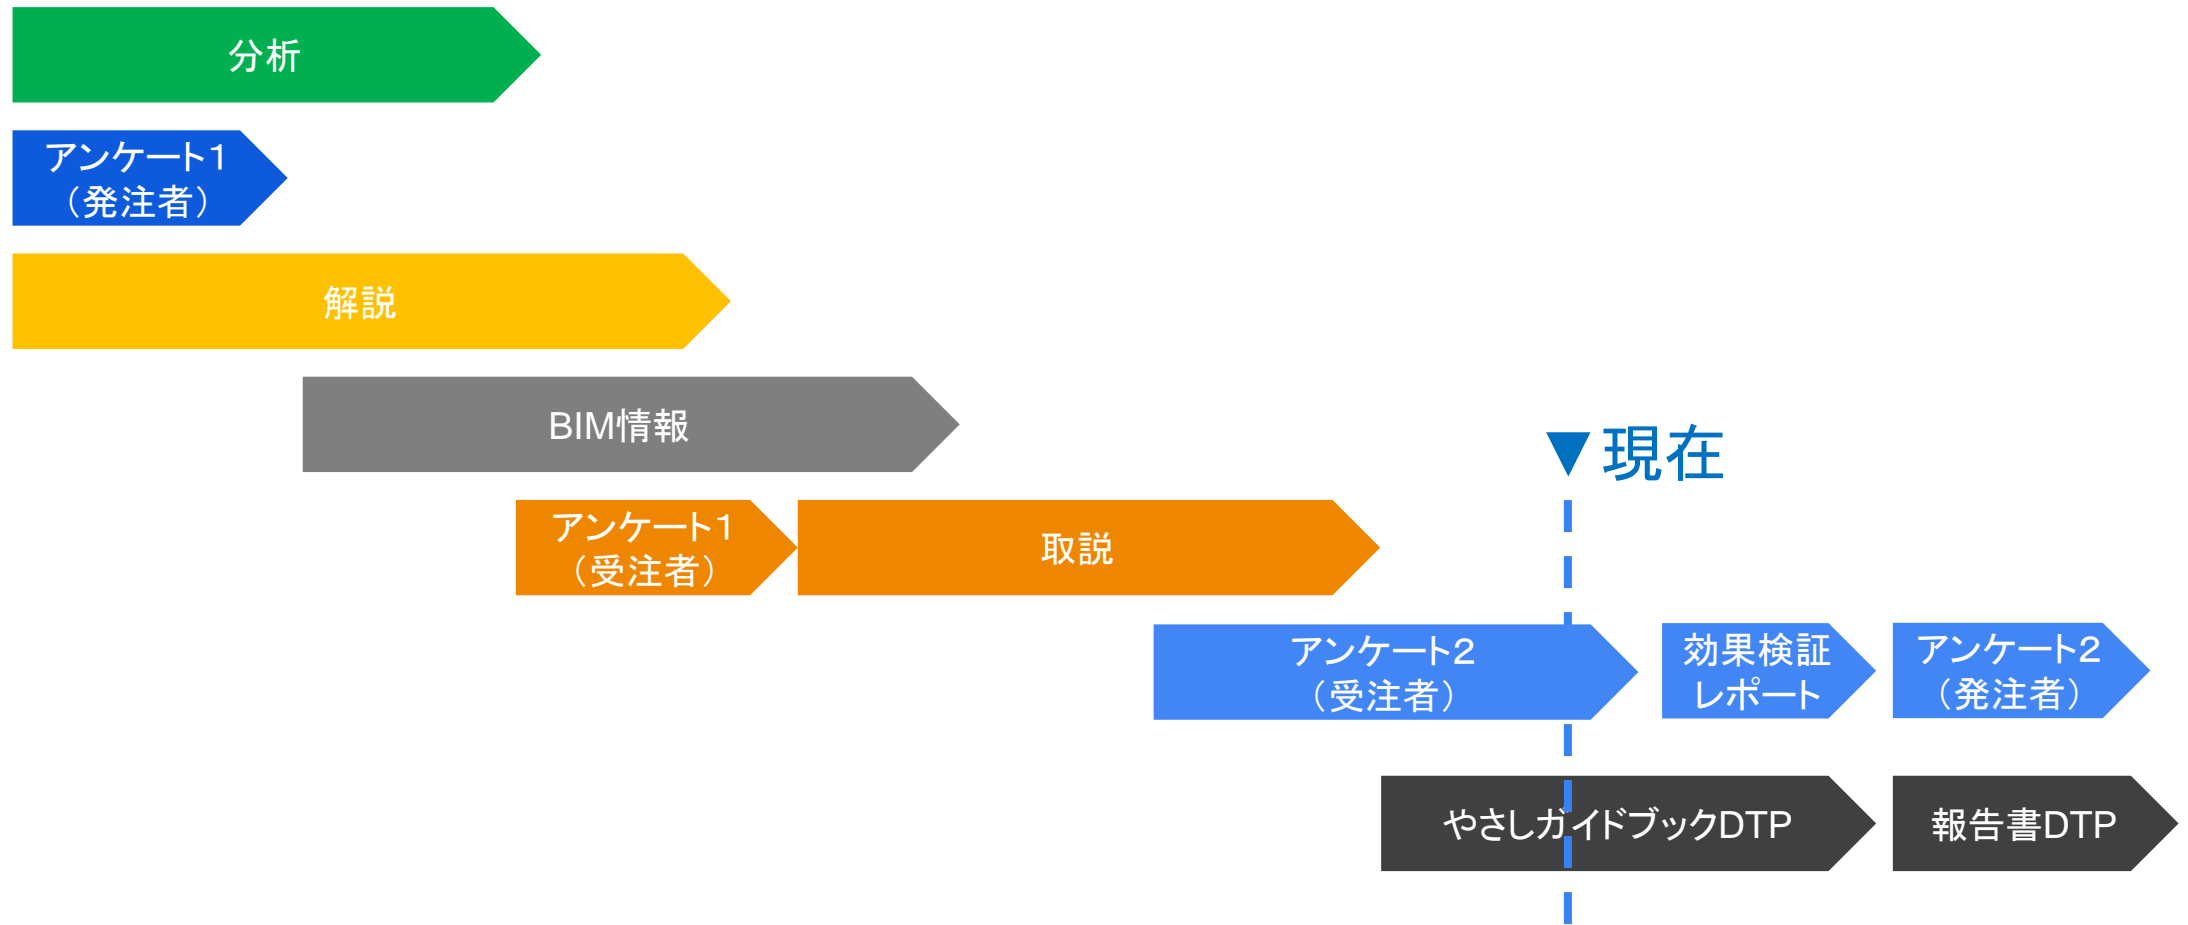 分析
アンケート1
（発注者）
解説
BIM情報
▼現在
アンケート1
（受注者）
取説
アンケート2
（受注者）
効果検証
レポート
アンケート2
（発注者）
やさしガイドブックDTP
報告書DTP